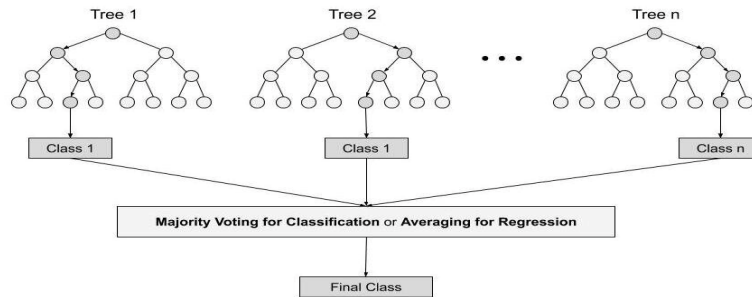 Tree 1
Tree 2
Tree n
Class 1
Class 1
Class n
Majority Voting for Classification or Averaging for Regression
Final Class